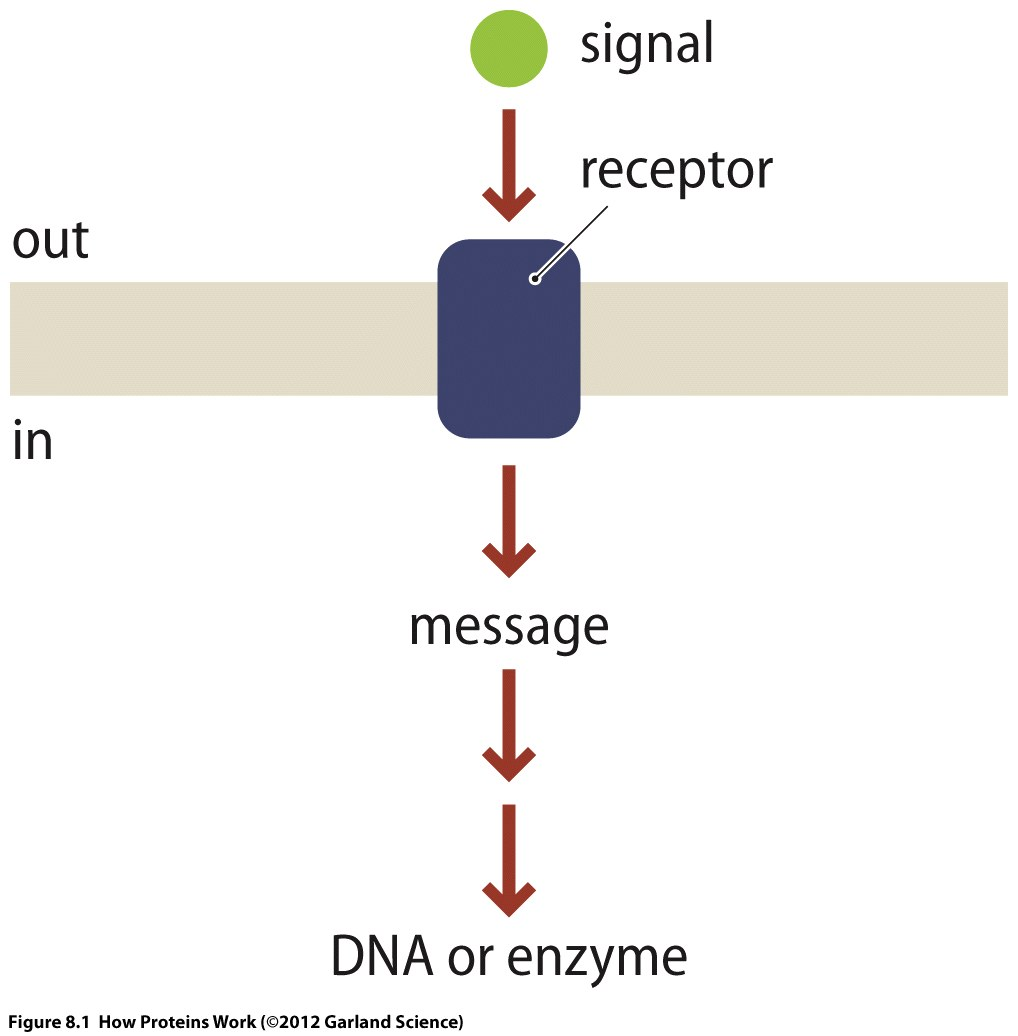 signal
receptor
out
in
message
DNA or enzyme
Figure 8.1 How Proteins Work (©2012 Garland Science)